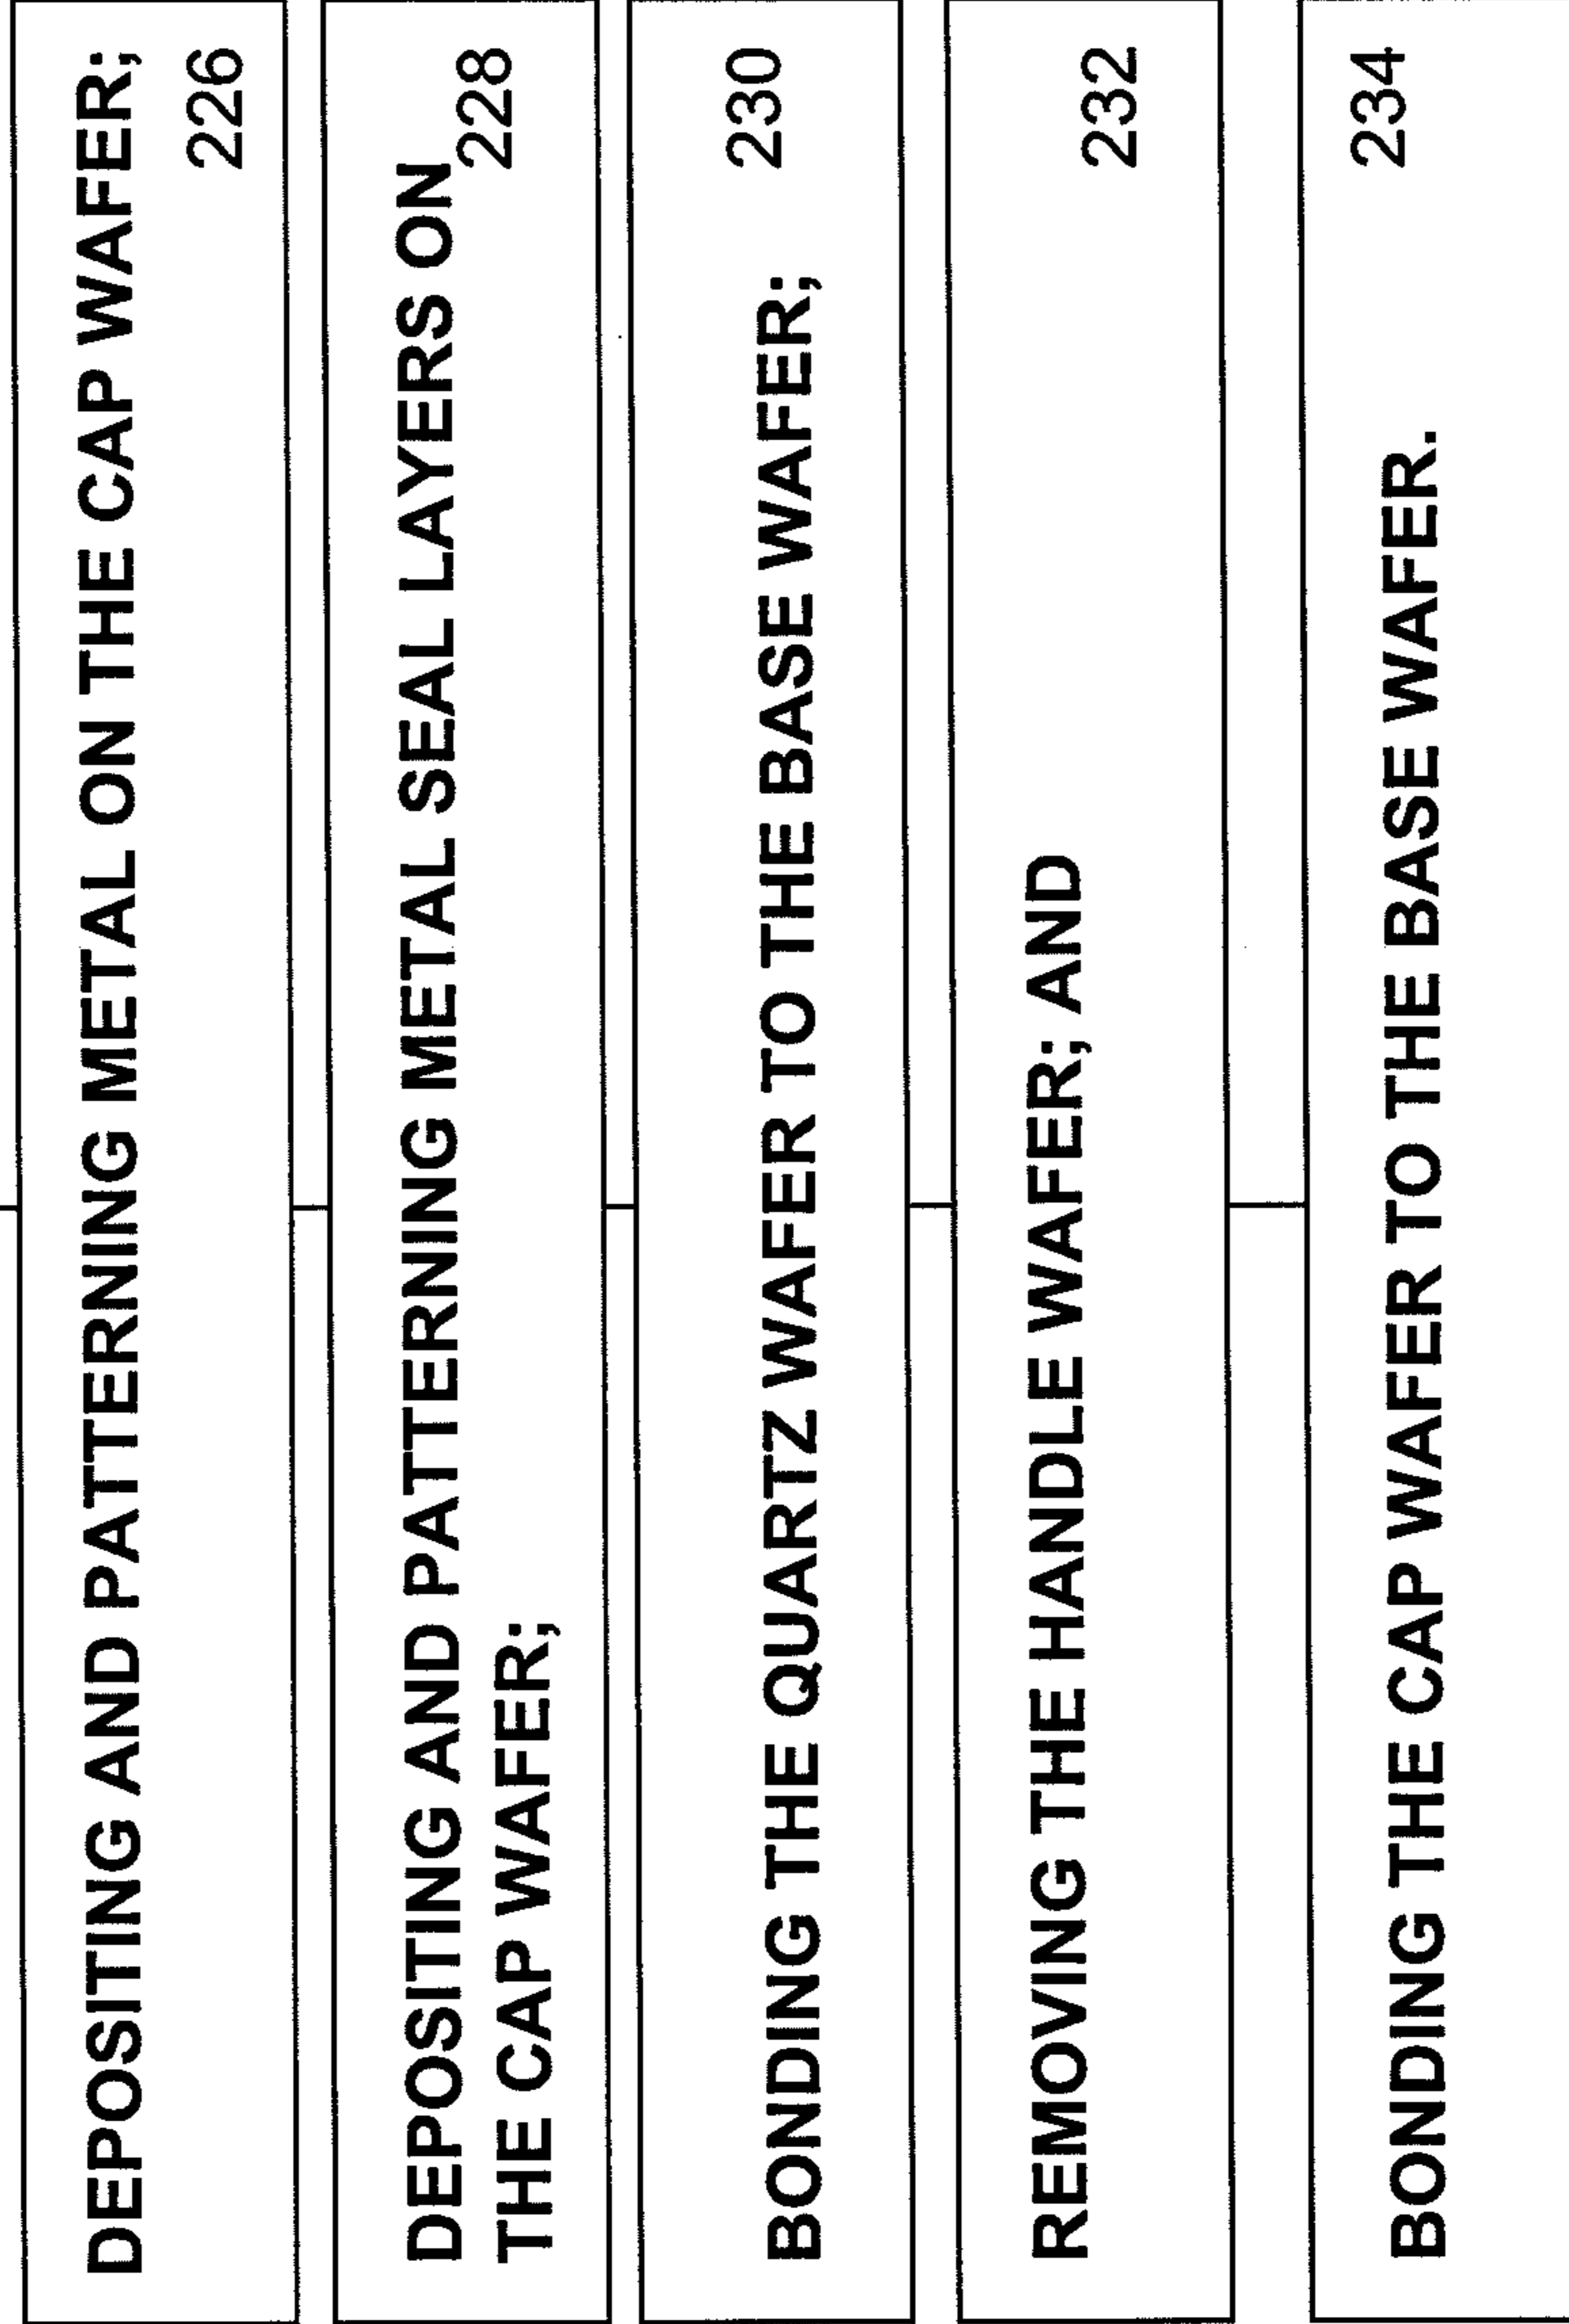 DEPOSITING AND PATTERNING METAL ON THE CAP WAFER;
226
DEPOSITING AND PATTERNING METAL SEAL LAYERS ON
228
THE CAP WAFER;
230
BONDING THE QUARTZ WAFER TO THE BASE WAFER;
REMOVING THE HANDLE WAFER; AND
232
234
BONDING THE CAP WAFER TO THE BASE WAFER.